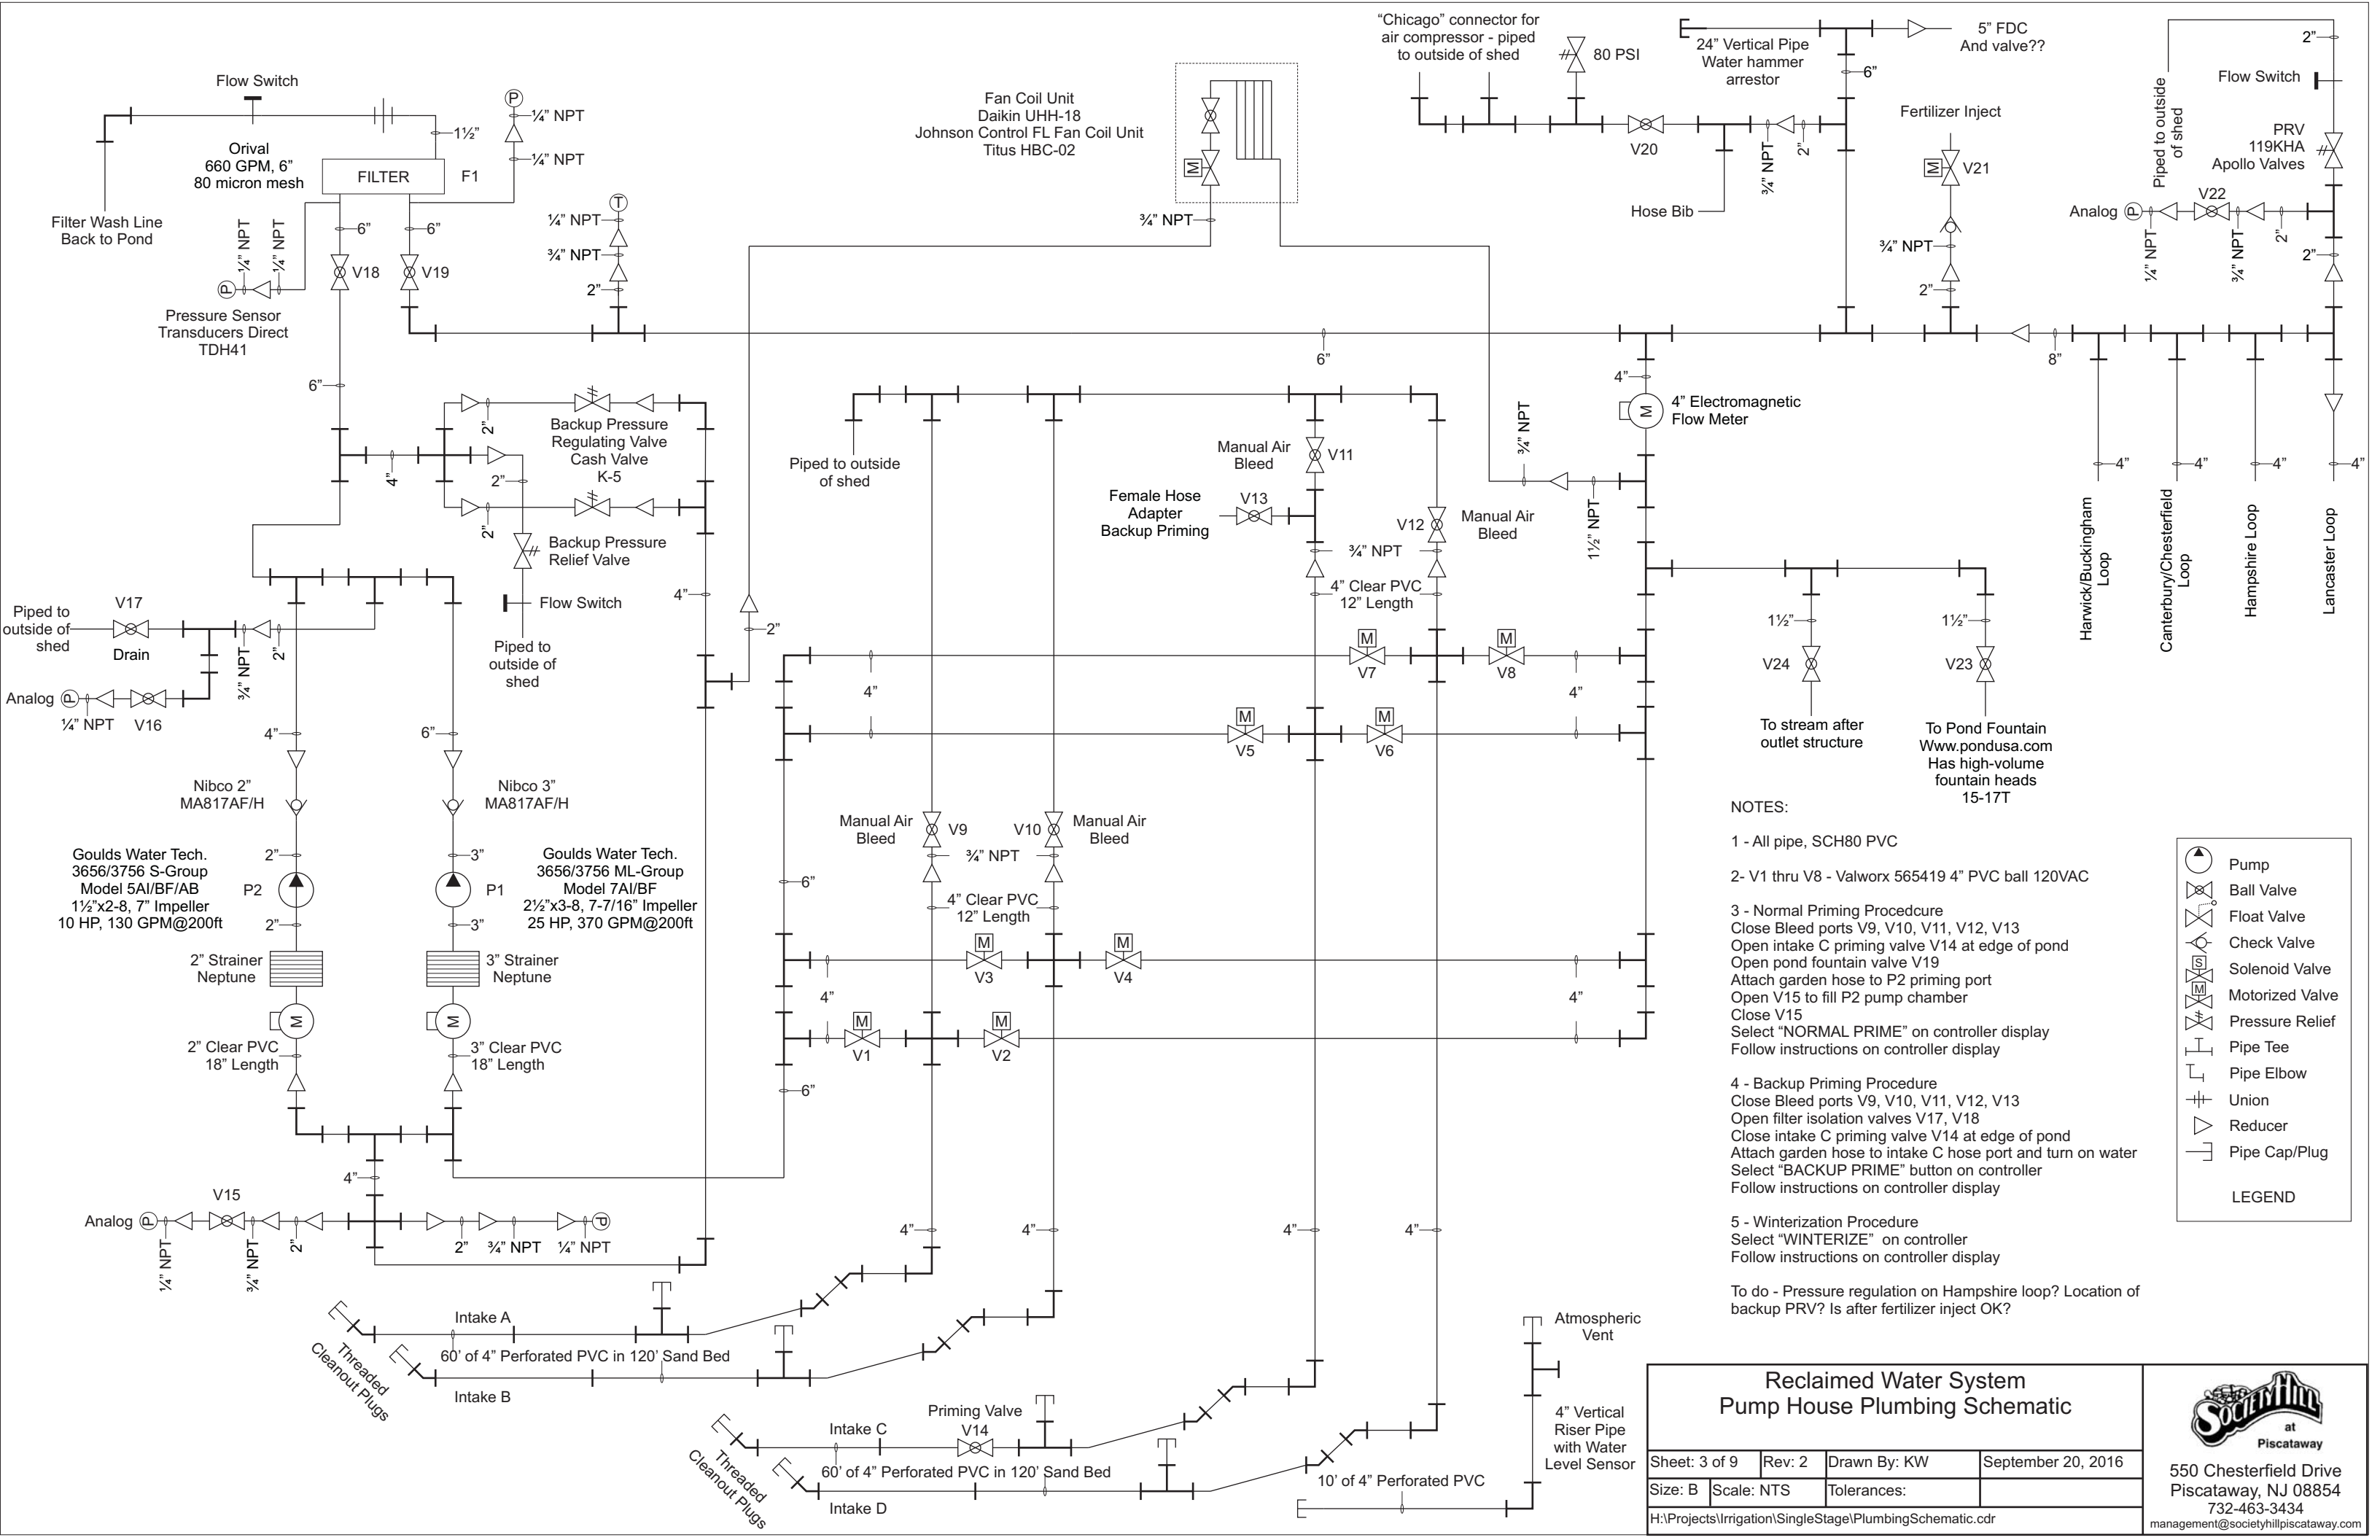 Flow Switch
1½”
Orival
660 GPM, 6”
80 micron mesh
FILTER
F1
Filter Wash Line
Back to Pond
P
¼” NPT
¼” NPT
6”
6”
V18
V19
¼” NPT
¼” NPT
P
Pressure Sensor
Transducers Direct
TDH41
T
¼” NPT
¾” NPT
2”
Fan Coil Unit
Daikin UHH-18
Johnson Control FL Fan Coil Unit
Titus HBC-02
M
¾” NPT
“Chicago” connector for
air compressor - piped
to outside of shed
80 PSI
V20
Hose Bib
¾” NPT
2”
24” Vertical Pipe
Water hammer
arrestor
6”
5” FDC
And valve??
Fertilizer Inject
M
V21
¾” NPT
2”
Piped to outside
of shed
2”
Flow Switch
PRV
119KHA
Apollo Valves
Analog
P
V22
¼” NPT
¾” NPT
2”
2”
6”
8”
6”
4”
2”
Backup Pressure
Regulating Valve
Cash Valve
K-5
2”
2”
Backup Pressure
Relief Valve
Flow Switch
Piped to
outside of
shed
4”
2”
Piped to outside
of shed
Manual Air
Bleed
V11
Female Hose
Adapter
Backup Priming
V13
V12
Manual Air
Bleed
¾” NPT
4” Clear PVC
12” Length
4”
M
4” Electromagnetic
Flow Meter
¾” NPT
1½” NPT
4”
4”
4”
4”
Harwick/Buckingham
Loop
Canterbury/Chesterfield
Loop
Hampshire Loop
Lancaster Loop
Piped to
outside of
shed
V17
Drain
¾” NPT
2”
Analog
P
¼” NPT
V16
4”
6”
M
V7
M
V8
4”
4”
M
V5
M
V6
1½”
V24
To stream after
outlet structure
1½”
V23
To Pond Fountain
Www.pondusa.com
Has high-volume
fountain heads
15-17T
Nibco 2”
MA817AF/H
Nibco 3”
MA817AF/H
Goulds Water Tech.
3656/3756 S-Group
Model 5AI/BF/AB
1½”x2-8, 7” Impeller
10 HP, 130 GPM@200ft
2”
P2
2”
3”
P1
3”
Goulds Water Tech.
3656/3756 ML-Group
Model 7AI/BF
2½”x3-8, 7-7/16” Impeller
25 HP, 370 GPM@200ft
2” Strainer
Neptune
3” Strainer
Neptune
M
M
2” Clear PVC
18” Length
3” Clear PVC
18” Length
Manual Air
Bleed
V9
V10
Manual Air
Bleed
¾” NPT
4” Clear PVC
12” Length
6”
M
V3
M
V4
4”
4”
M
V1
M
V2
6”
4”
Analog
P
V15
¼” NPT
¾” NPT
2”
2”
¾” NPT
¼” NPT
P
4”
4”
4”
4”
Intake A
60’ of 4” Perforated PVC in 120’ Sand Bed
Intake B
Threaded
Cleanout Plugs
Intake C
Priming Valve
V14
60’ of 4” Perforated PVC in 120’ Sand Bed
Intake D
Threaded
Cleanout Plugs
Atmospheric
Vent
4” Vertical
Riser Pipe
with Water
Level Sensor
10’ of 4” Perforated PVC
NOTES:
1 - All pipe, SCH80 PVC
2- V1 thru V8 - Valworx 565419 4” PVC ball 120VAC
3 - Normal Priming Procedcure
Close Bleed ports V9, V10, V11, V12, V13
Open intake C priming valve V14 at edge of pond
Open pond fountain valve V19
Attach garden hose to P2 priming port
Open V15 to fill P2 pump chamber
Close V15
Select “NORMAL PRIME” on controller display
Follow instructions on controller display
4 - Backup Priming Procedure
Close Bleed ports V9, V10, V11, V12, V13
Open filter isolation valves V17, V18
Close intake C priming valve V14 at edge of pond
Attach garden hose to intake C hose port and turn on water
Select “BACKUP PRIME” button on controller
Follow instructions on controller display
5 - Winterization Procedure
Select “WINTERIZE” on controller
Follow instructions on controller display
To do - Pressure regulation on Hampshire loop? Location of
backup PRV? Is after fertilizer inject OK?
Pump
Ball Valve
Float Valve
Check Valve
S
Solenoid Valve
M
Motorized Valve
Pressure Relief
Pipe Tee
Pipe Elbow
Union
Reducer
Pipe Cap/Plug
LEGEND
Reclaimed Water System
Pump House Plumbing Schematic
Sheet: 3 of 9
Rev: 2
Drawn By: KW
September 20, 2016
Size: B
Scale: NTS
Tolerances:
H:\Projects\Irrigation\SingleStage\PlumbingSchematic.cdr
SOCIETY HILL
at
Piscataway
550 Chesterfield Drive
Piscataway, NJ 08854
732-463-3434
management@societyhillpiscataway.com